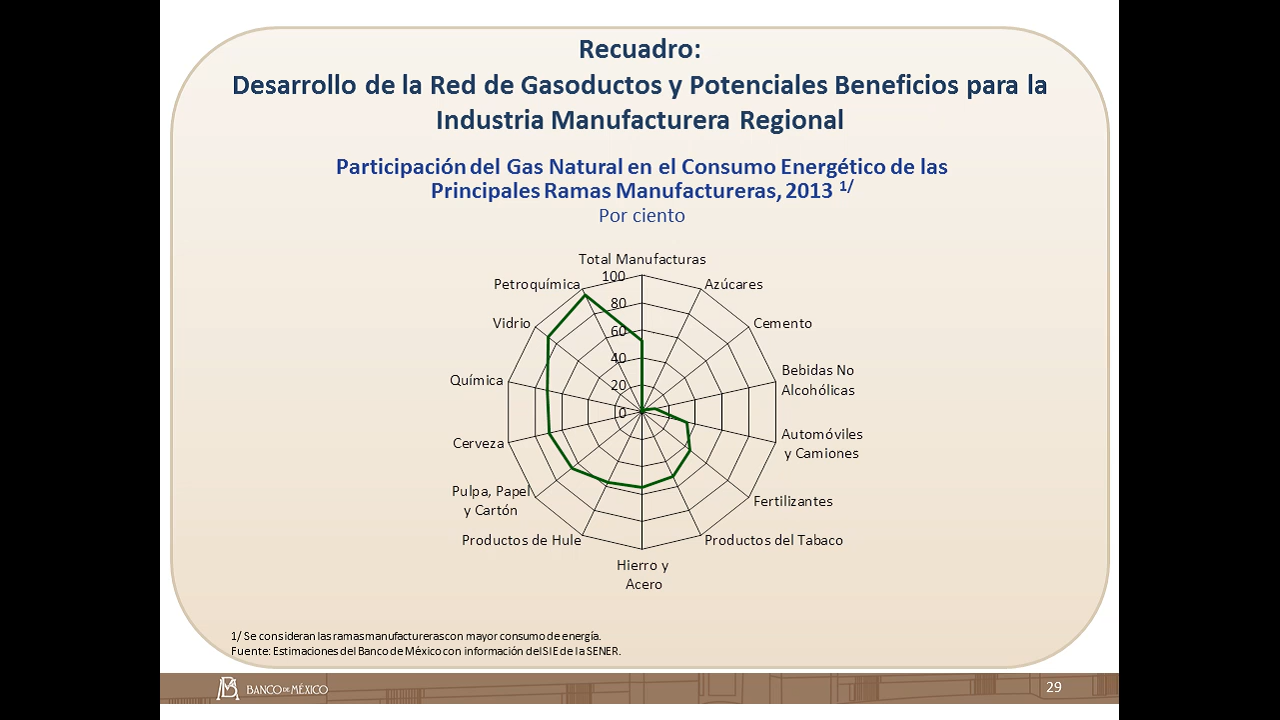 Recuadro:
Desarrollo de la Red de Gasoductos y Potenciales Beneficios para la
Industria Manufacturera Regional
Participación del Gas Natural en el Consumo Energético de las
Principales Ramas Manufactureras, 2013 1/
Por ciento
Total Manufacturas
100
80
60
40
20
0
Azúcares
Cemento
Bebidas No
Alcohólicas
Automóviles
y Camiones
Fertilizantes
Productos del Tabaco
Hierro y
Acero
Productos de Hule
Pulpa, Papel
y Cartón
Cerveza
Química
Vidrio
Petroquímica
1/ Se consideran las ramas manufactureras con mayor consumo de energía.
Fuente: Estimaciones del Banco de México con información del SIE de la SENER.
BANCO DE MÉXICO
29